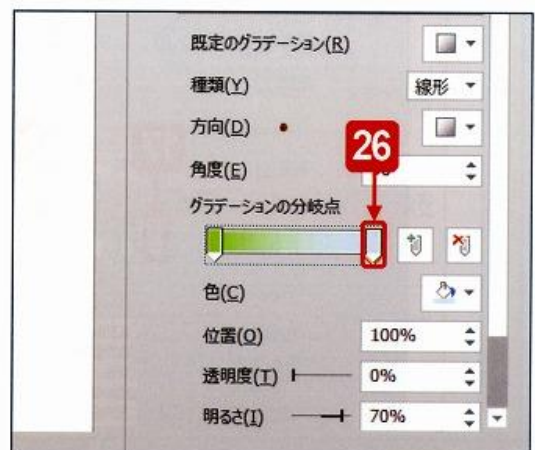 既定のグラデーション(R)
種類(Y) 線形
方向(D)
26
角度(E)
グラデーションの分岐点
色(C)
位置(O) 100%
透明度(T) 0%
明るさ(I) 70%